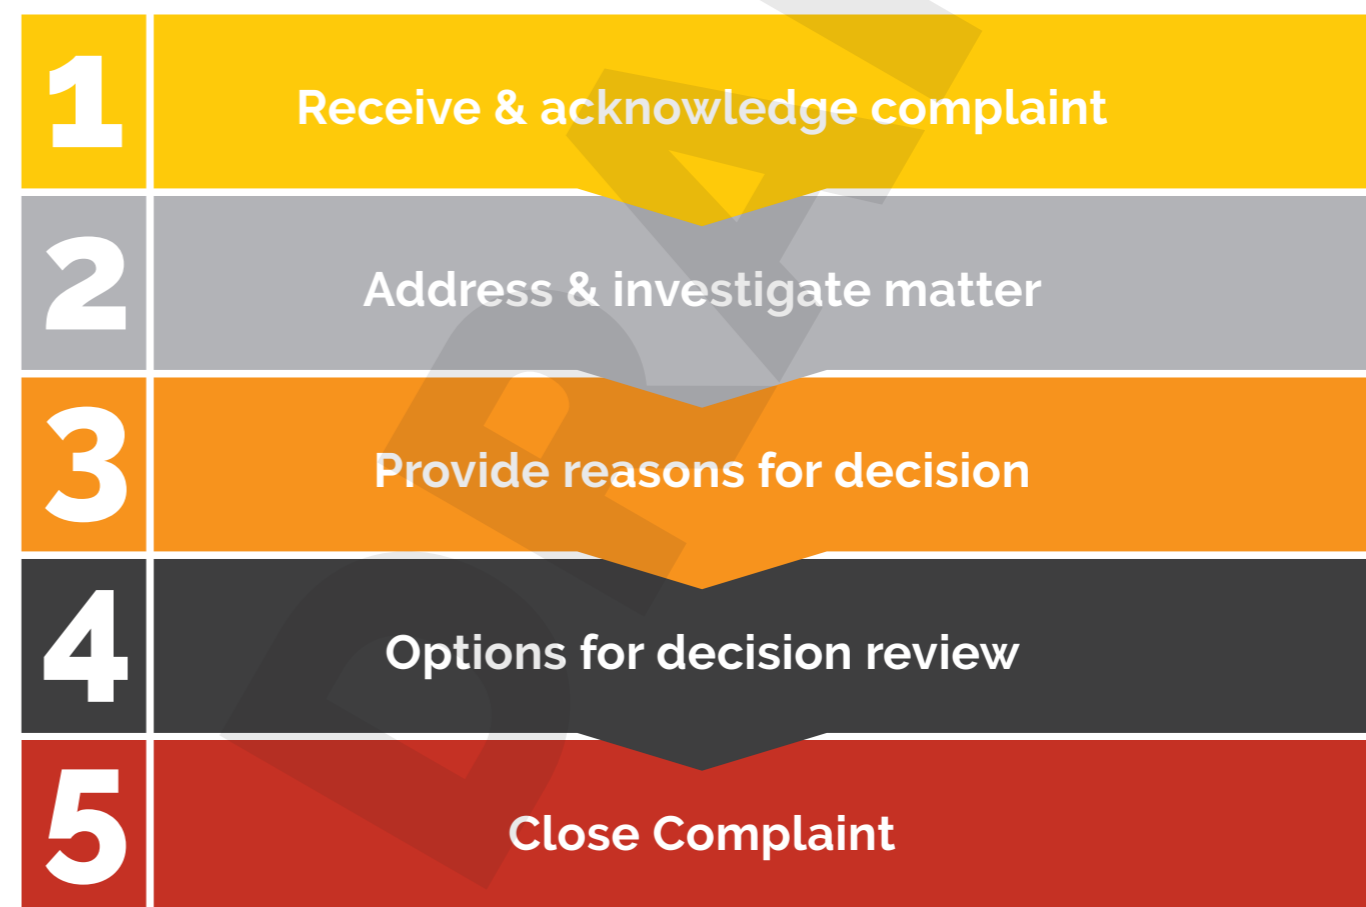 1
Receive & acknowledge complaint
2
Address & investigate matter
3
Provide reasons for decision
4
Options for decision review
5
Close Complaint
DRA